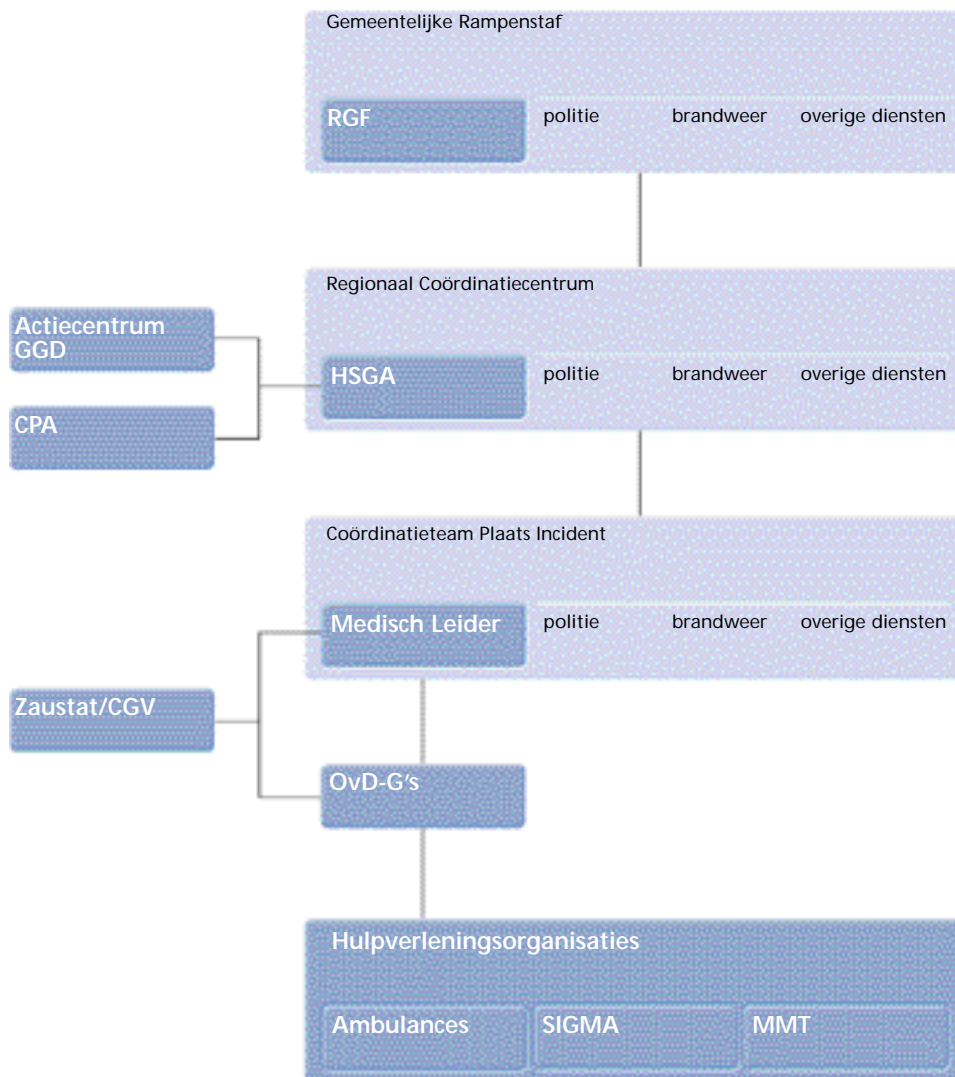 Gemeentelijke Rampenstaf
RGF politie brandweer overige diensten
Regionaal Coördinatiecentrum
Actiecentrum
GGD
HSGA politie brandweer overige diensten
CPA
Coördinatieteam Plaats Incident
Medisch Leider politie brandweer overige diensten
Zaustat/CGV
OvD-G's
Hulpverleningsorganisaties
Ambulances SIGMA MMT